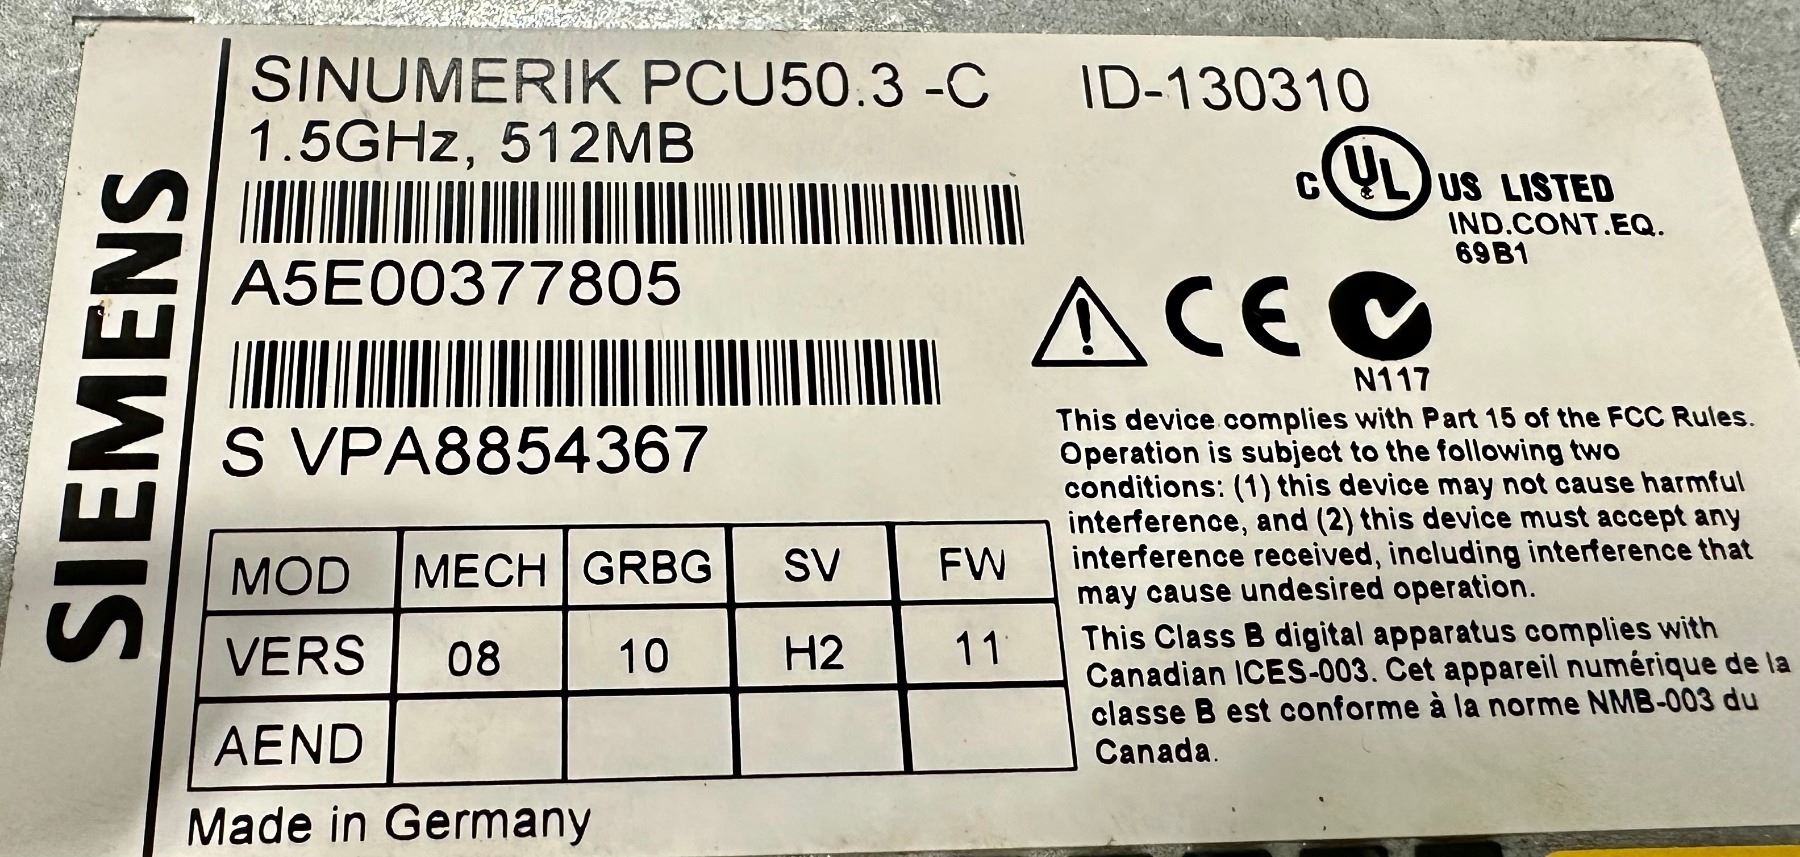 SIEMENS
SINUMERIK PCU50.3 -C ID-130310
1.5GHz, 512MB
A5E00377805
S VPA8854367
C UL US LISTED
IND.CONT.EQ.
69B1
CE
N117
This device complies with Part 15 of the FCC Rules.
Operation is subject to the following two
conditions: (1) this device may not cause harmful
interference, and (2) this device must accept any
interference received, including interference that
may cause undesired operation.
This Class B digital apparatus complies with
Canadian ICES-003. Cet appareil numérique de la
classe B est conforme à la norme NMB-003 du
Canada.
MOD MECH GRBG SV FW
VERS 08 10 H2 11
AEND
Made in Germany